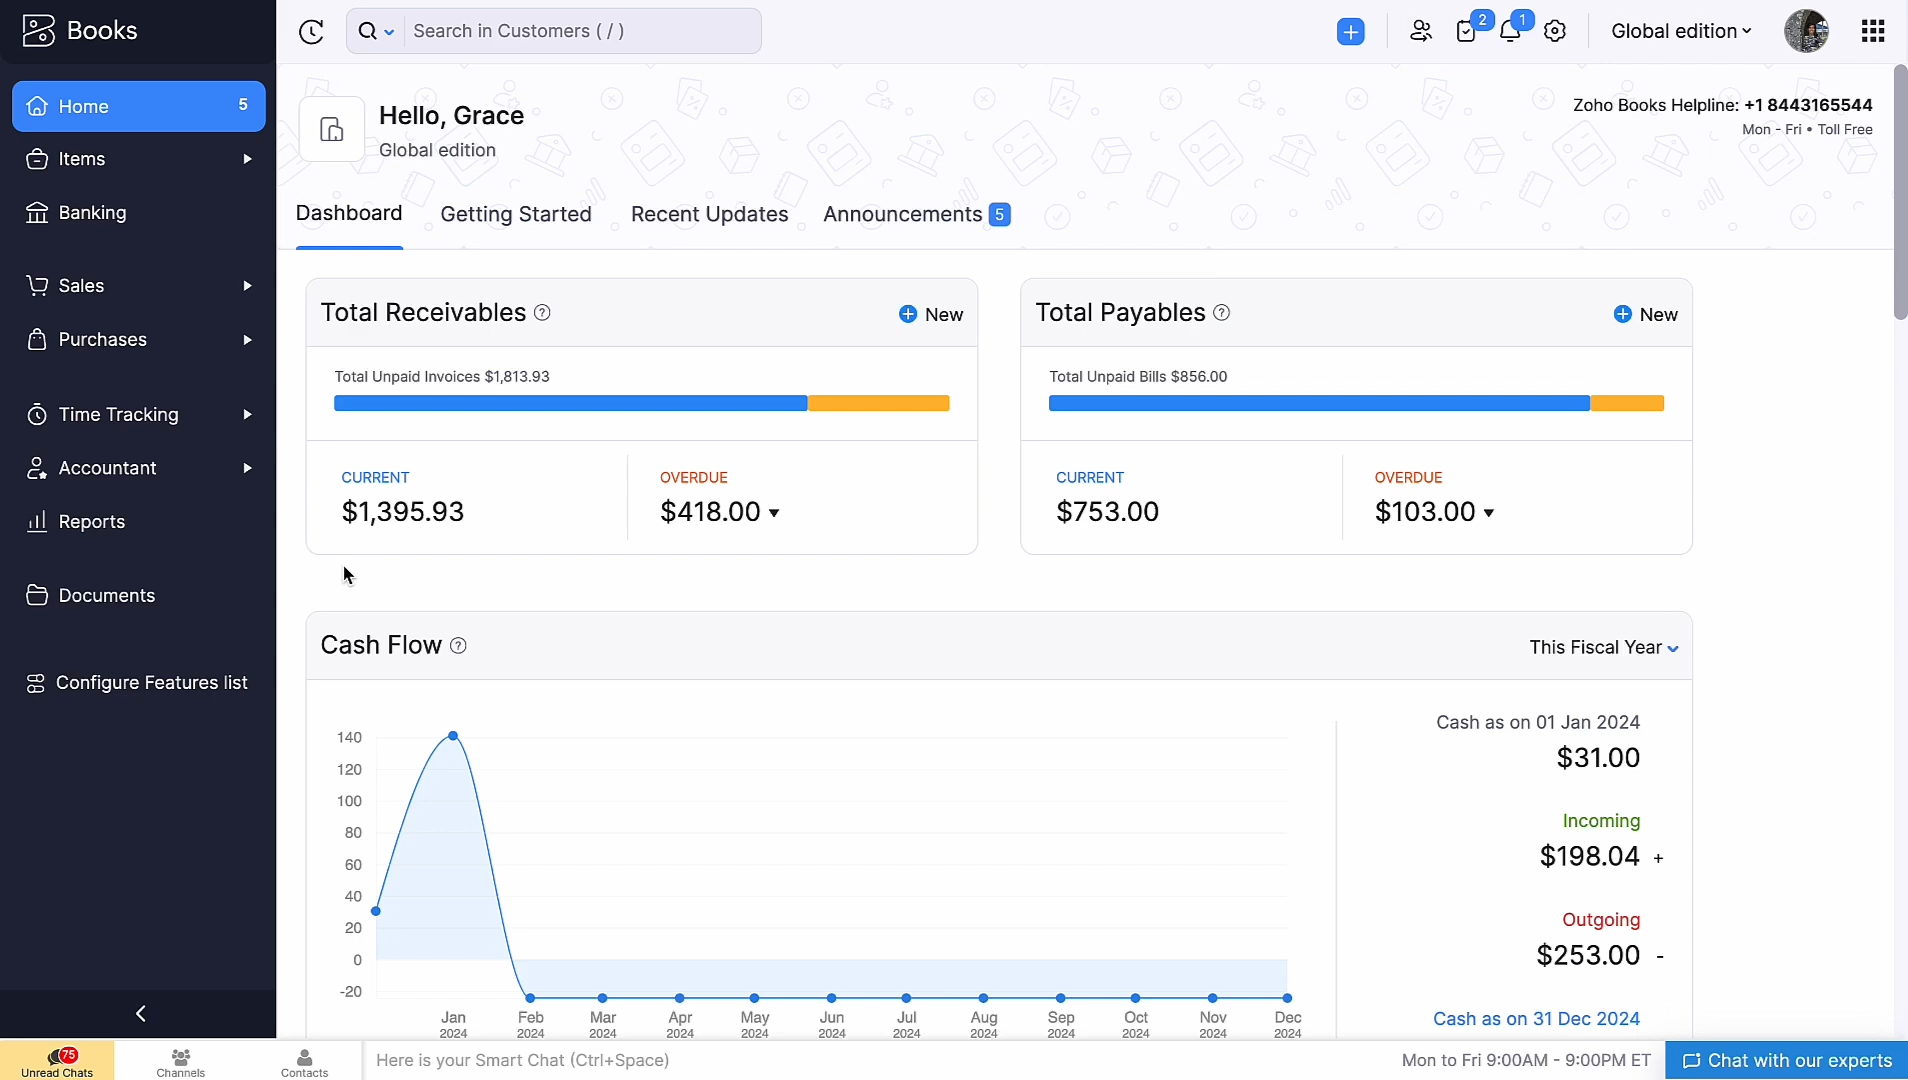 Books
Search in Customers ( / )
2
1
Global edition
Home 5
Items
Banking
Sales
Purchases
Time Tracking
Accountant
Reports
Documents
Configure Features list
Hello, Grace
Global edition
Zoho Books Helpline: +1 8443165544
Mon - Fri • Toll Free
Dashboard Getting Started Recent Updates Announcements 5
Total Receivables ? New
Total Unpaid Invoices $1,813.93
CURRENT
$1,395.93
OVERDUE
$418.00
Total Payables ? New
Total Unpaid Bills $856.00
CURRENT
$753.00
OVERDUE
$103.00
Cash Flow ? This Fiscal Year
140
120
100
80
60
40
20
0
-20
Jan Feb Mar Apr May Jun Jul Aug Sep Oct Nov Dec
2024 2024 2024 2024 2024 2024 2024 2024 2024 2024 2024 2024
Cash as on 01 Jan 2024
$31.00
Incoming
$198.04 +
Outgoing
$253.00 -
Cash as on 31 Dec 2024
75
Unread Chats
Channels
Contacts
Here is your Smart Chat (Ctrl+Space)
Mon to Fri 9:00AM - 9:00PM ET
Chat with our experts